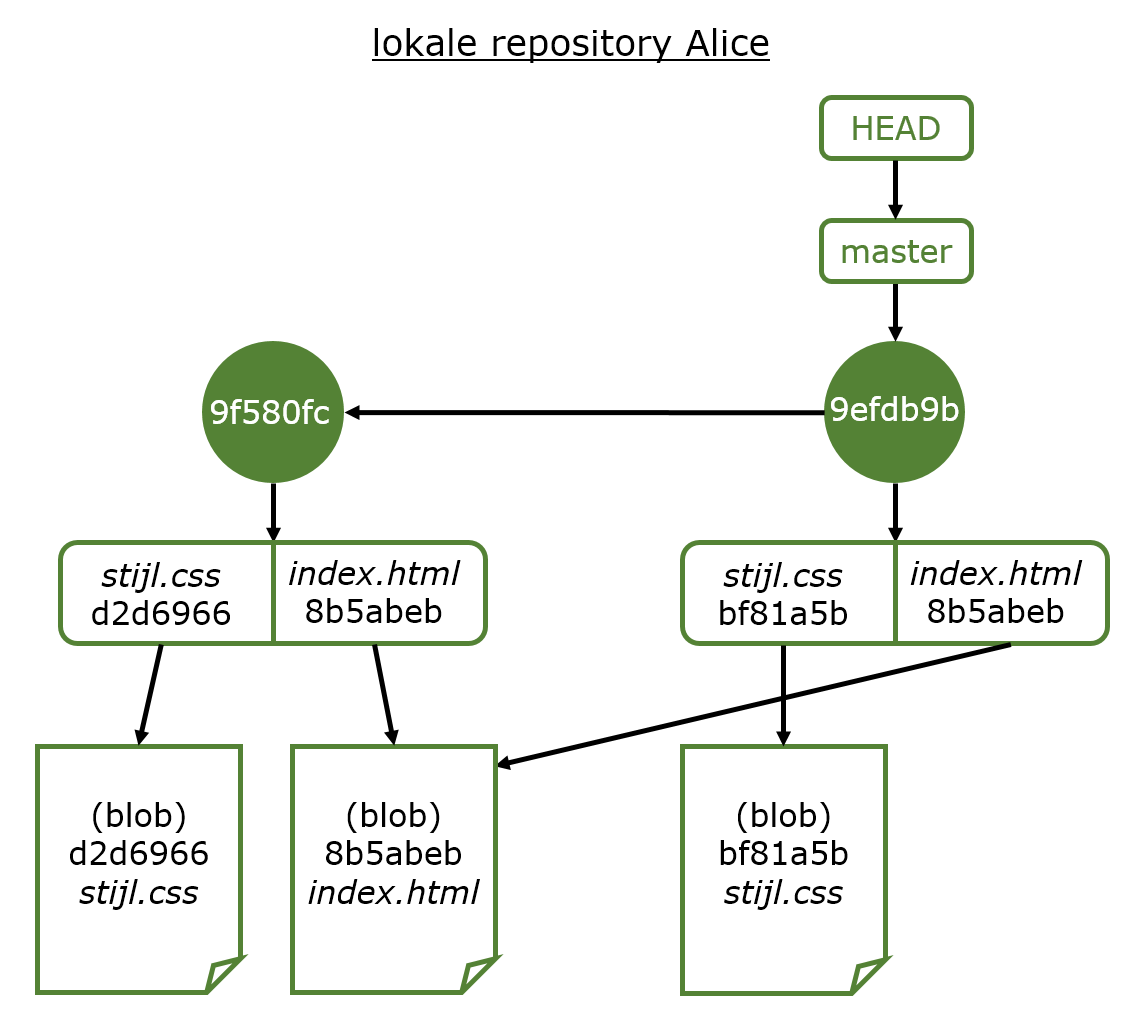 lokale repository Alice
HEAD
master
9f580fc
9efdb9b
stijl.css
d2d6966
index.html
8b5abeb
stijl.css
bf81a5b
index.html
8b5abeb
(blob)
d2d6966
stijl.css
(blob)
8b5abeb
index.html
(blob)
bf81a5b
stijl.css